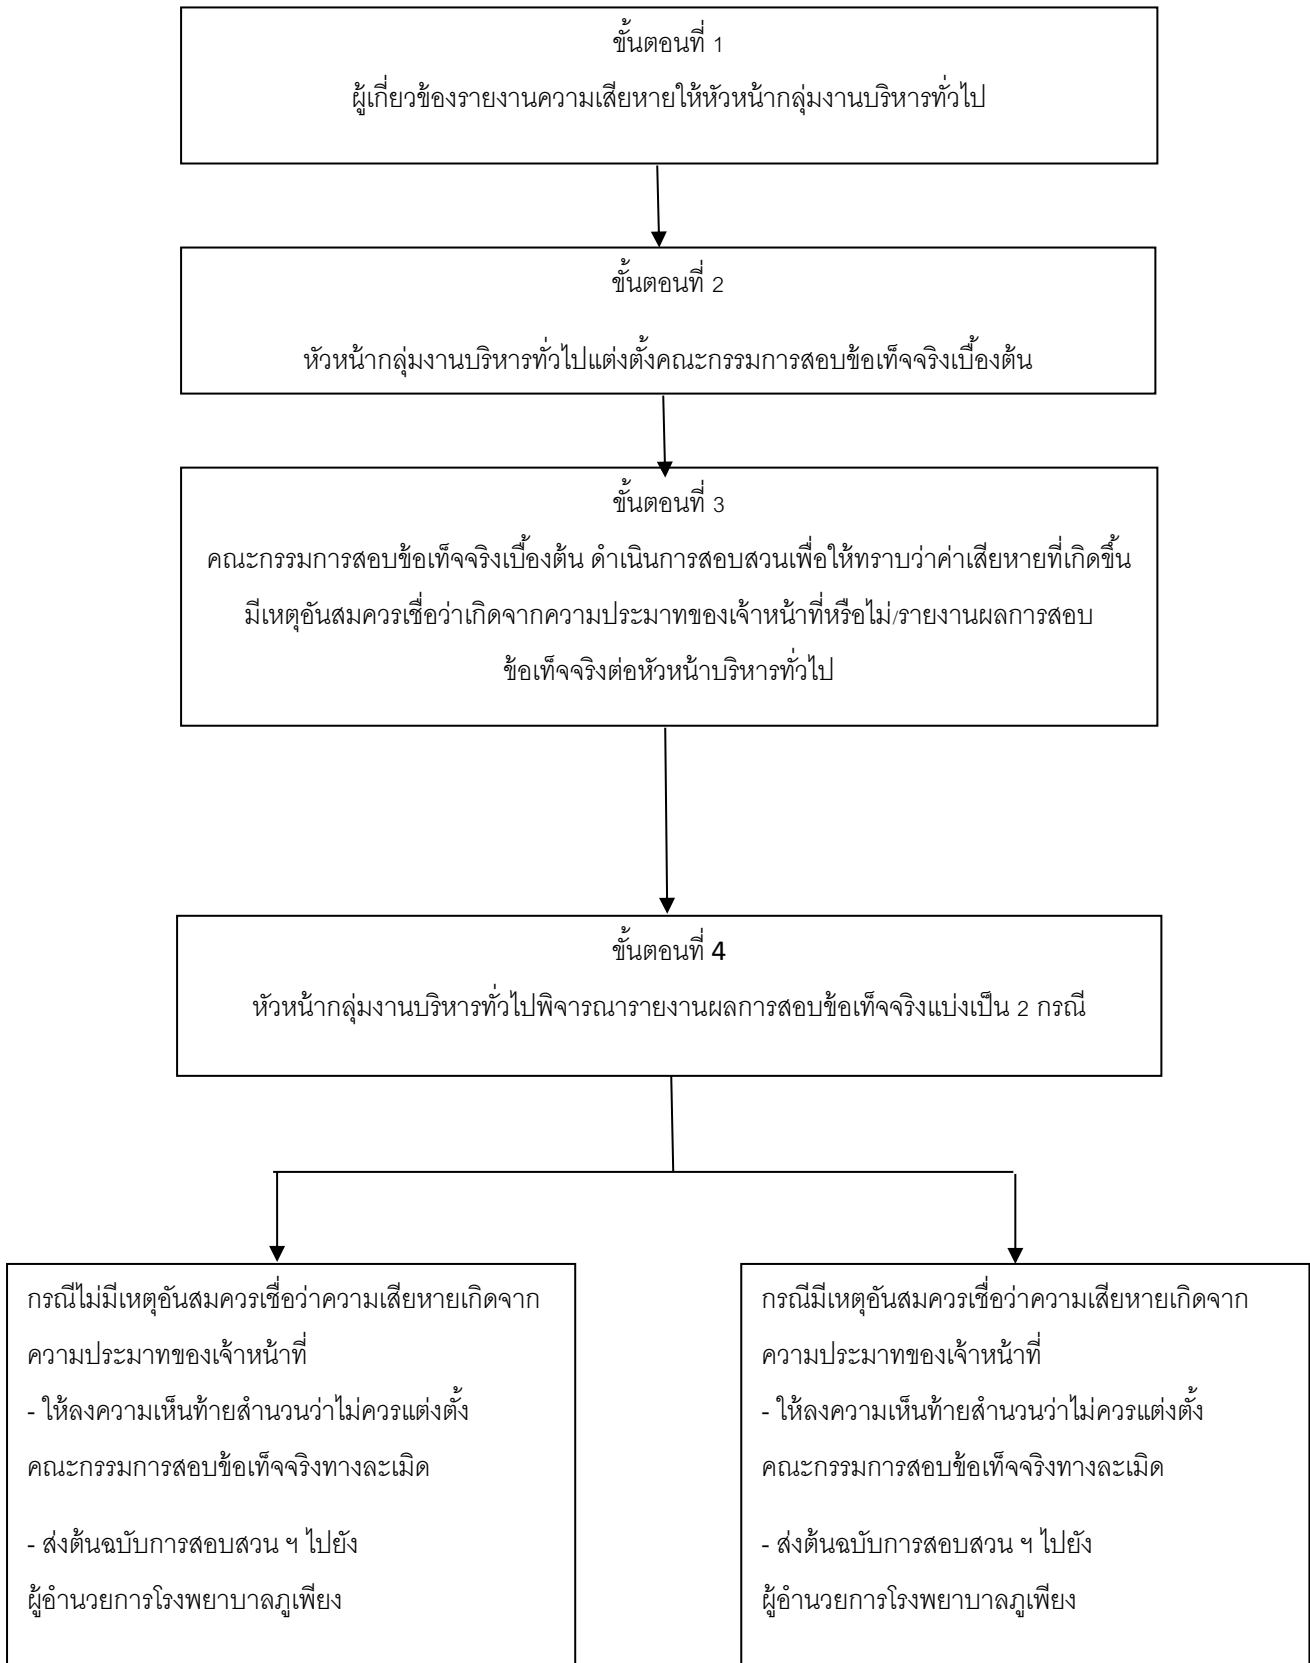 ขั้นตอนที่ 1
ผู้เกี่ยวข้องรายงานความเสียหายให้หัวหน้ากลุ่มงานบริหารทั่วไป
ขั้นตอนที่ 2
หัวหน้ากลุ่มงานบริหารทั่วไปแต่งตั้งคณะกรรมการสอบข้อเท็จจริงเบื้องต้น
ขั้นตอนที่ 3
คณะกรรมการสอบข้อเท็จจริงเบื้องต้น ดำเนินการสอบสวนเพื่อให้ทราบว่าค่าเสียหายที่เกิดขึ้น
มีเหตุอันสมควรเชื่อว่าเกิดจากความประมาทของเจ้าหน้าที่หรือไม่/รายงานผลการสอบ
ข้อเท็จจริงต่อหัวหน้าบริหารทั่วไป
ขั้นตอนที่ 4
หัวหน้ากลุ่มงานบริหารทั่วไปพิจารณารายงานผลการสอบข้อเท็จจริงแบ่งเป็น 2 กรณี
กรณีไม่มีเหตุอันสมควรเชื่อว่าความเสียหายเกิดจาก
ความประมาทของเจ้าหน้าที่
- ให้ลงความเห็นท้ายสำนวนว่าไม่ควรแต่งตั้ง
คณะกรรมการสอบข้อเท็จจริงทางละเมิด
- ส่งต้นฉบับการสอบสวน ฯ ไปยัง
ผู้อำนวยการโรงพยาบาลภูเพียง
กรณีมีเหตุอันสมควรเชื่อว่าความเสียหายเกิดจาก
ความประมาทของเจ้าหน้าที่
- ให้ลงความเห็นท้ายสำนวนว่าไม่ควรแต่งตั้ง
คณะกรรมการสอบข้อเท็จจริงทางละเมิด
- ส่งต้นฉบับการสอบสวน ฯ ไปยัง
ผู้อำนวยการโรงพยาบาลภูเพียง